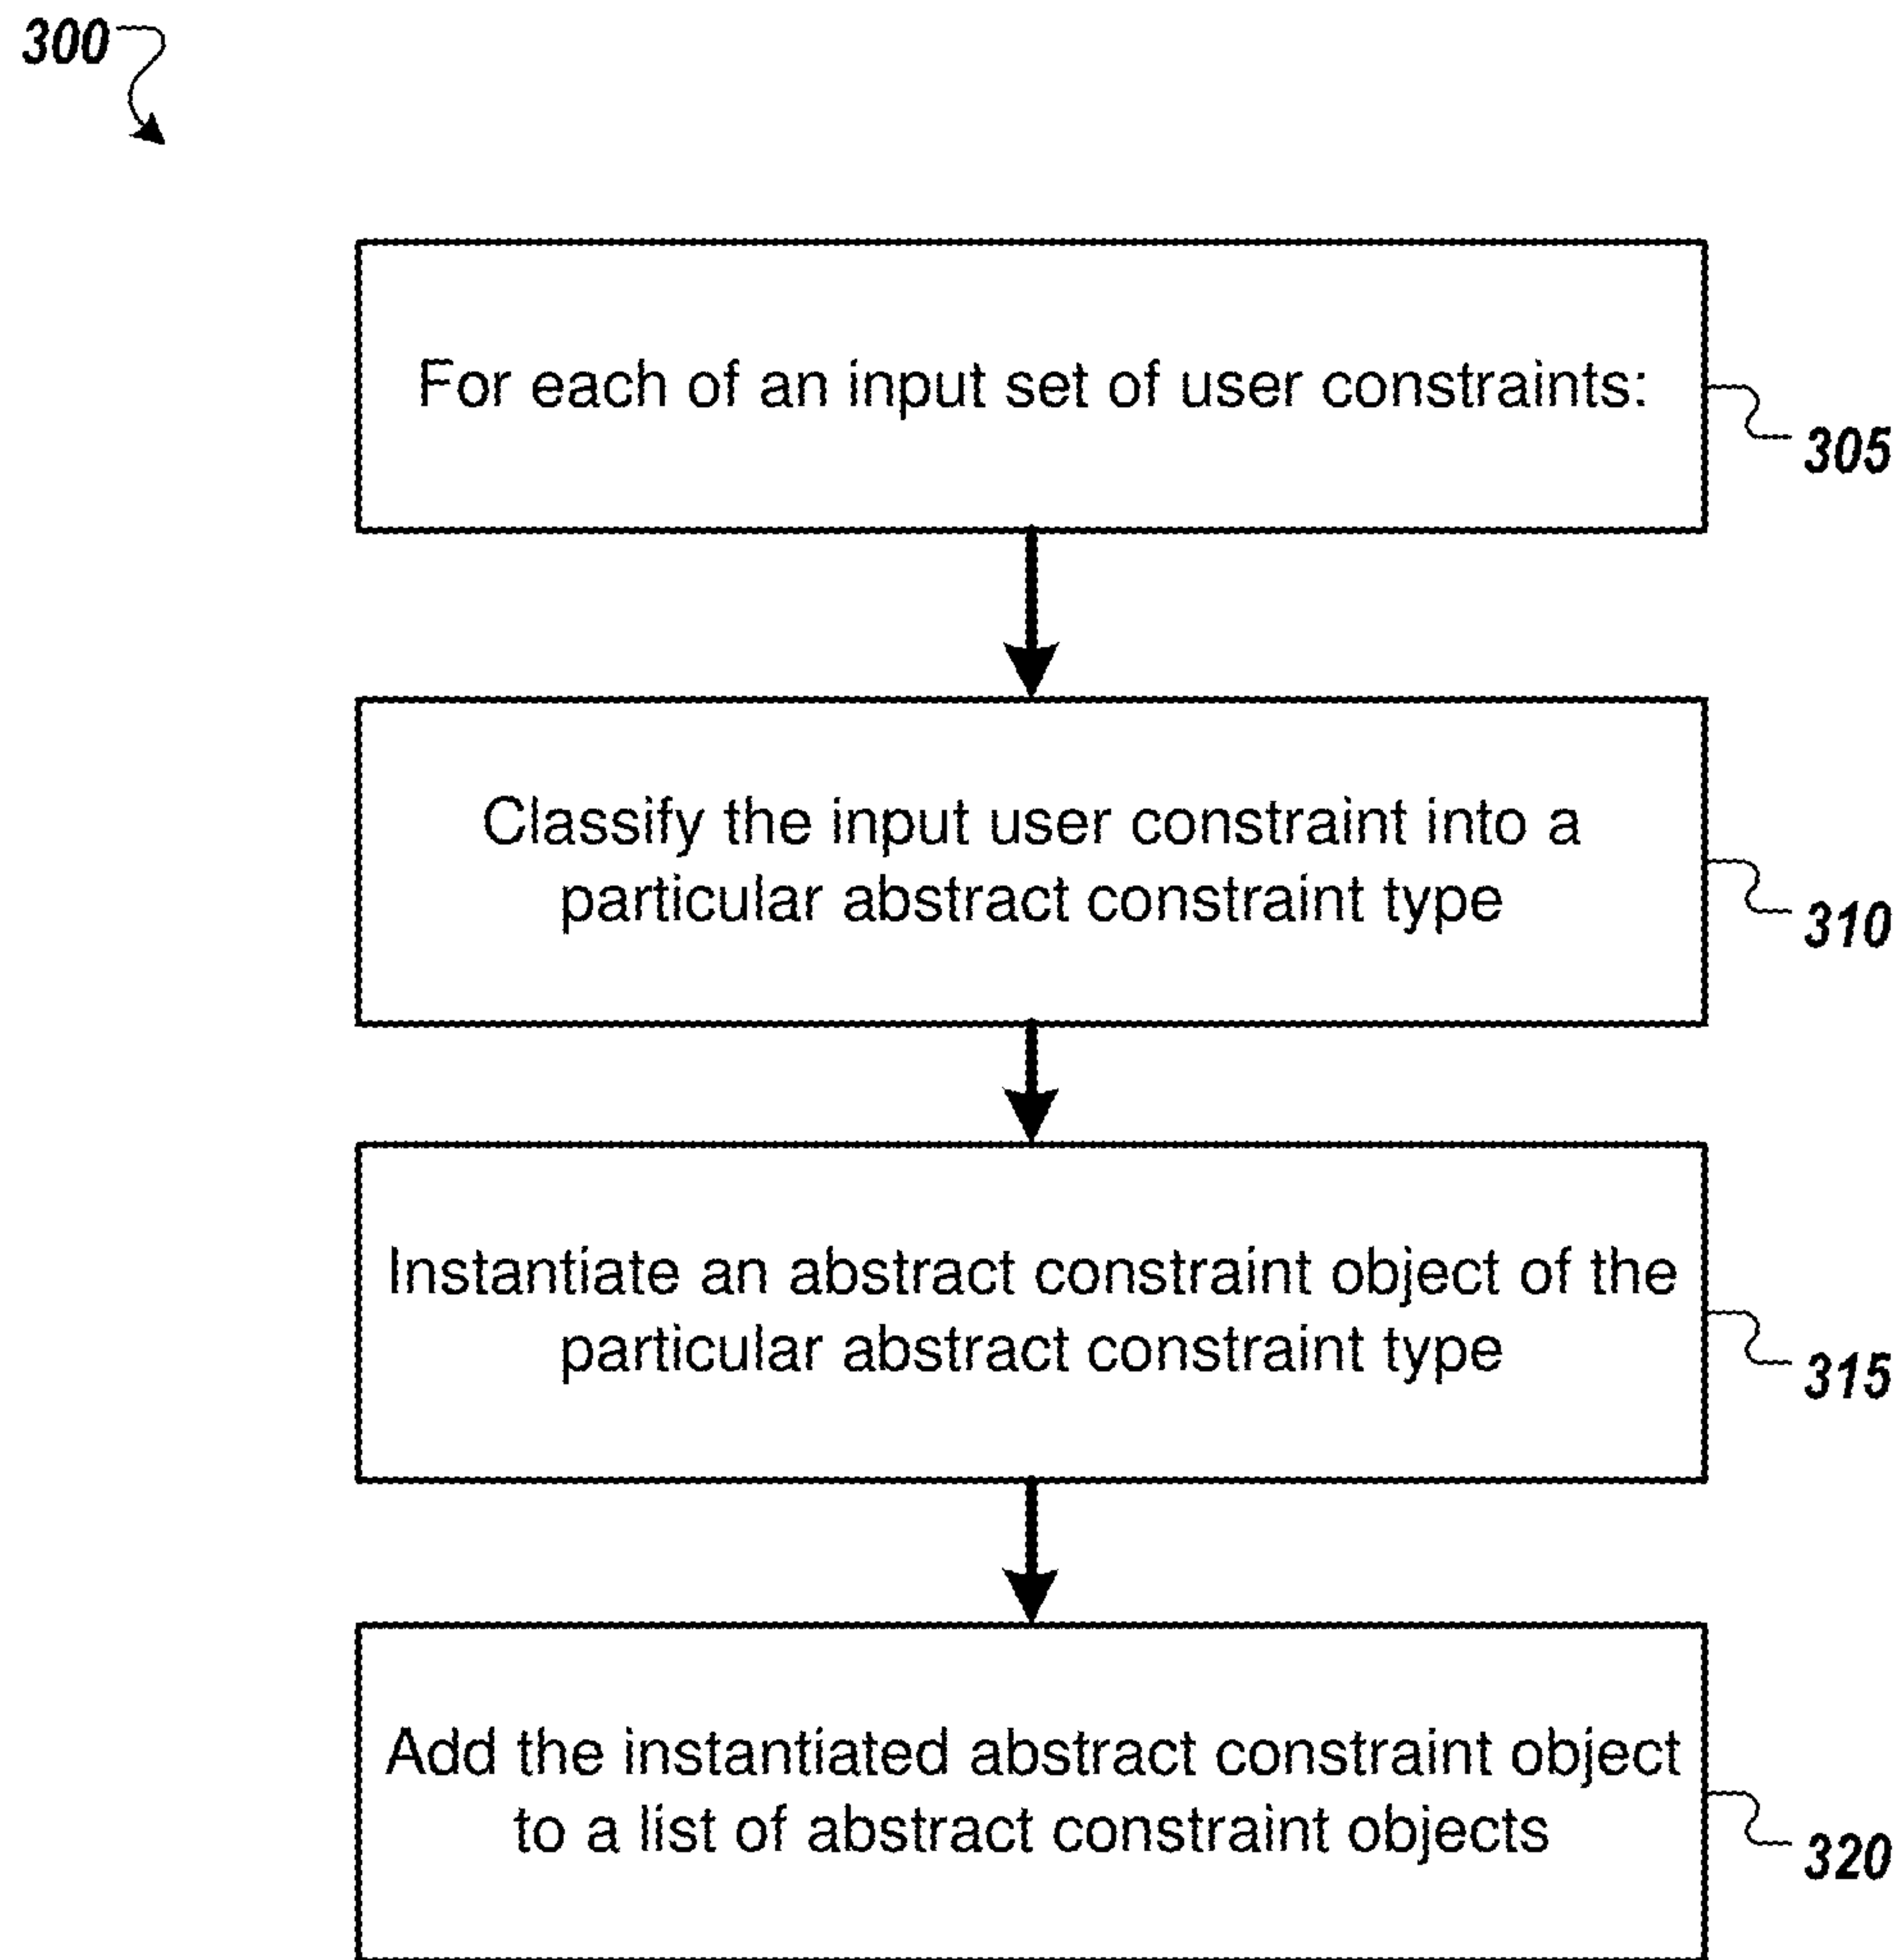 300
For each of an input set of user constraints:
305
Classify the input user constraint into a
particular abstract constraint type
310
Instantiate an abstract constraint object of the
particular abstract constraint type
315
Add the instantiated abstract constraint object
to a list of abstract constraint objects
320